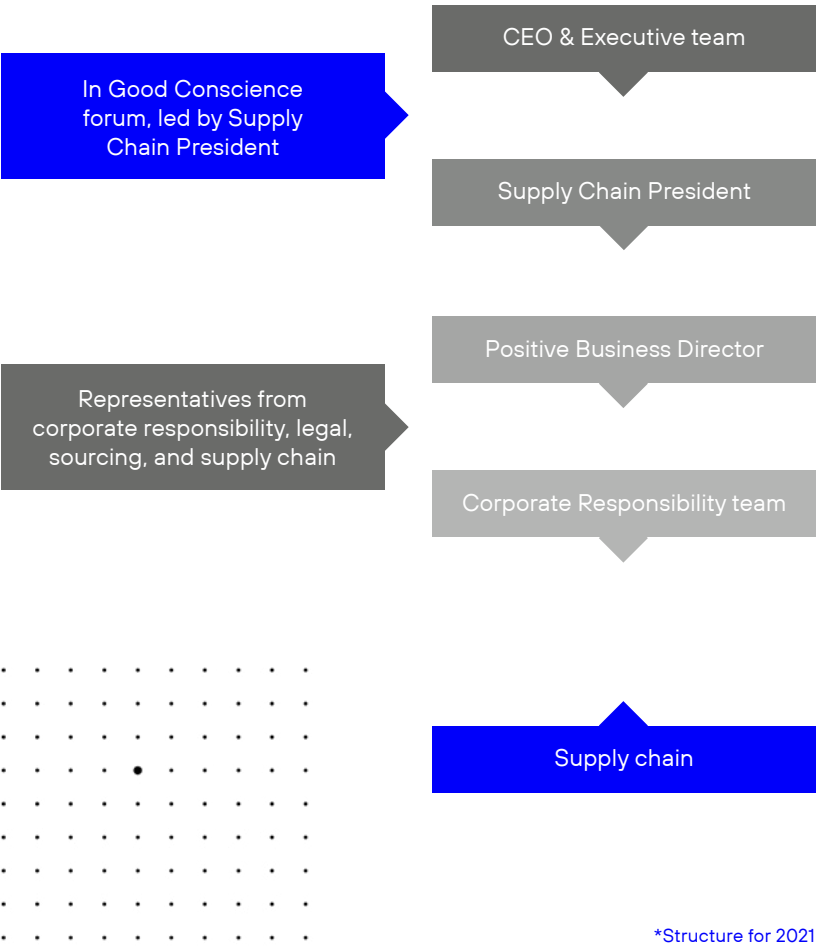 CEO & Executive team
In Good Conscience
forum, led by Supply
Chain President
Supply Chain President
Positive Business Director
Representatives from
corporate responsibility, legal,
sourcing, and supply chain
Corporate Responsibility team
Supply chain
*Structure for 2021